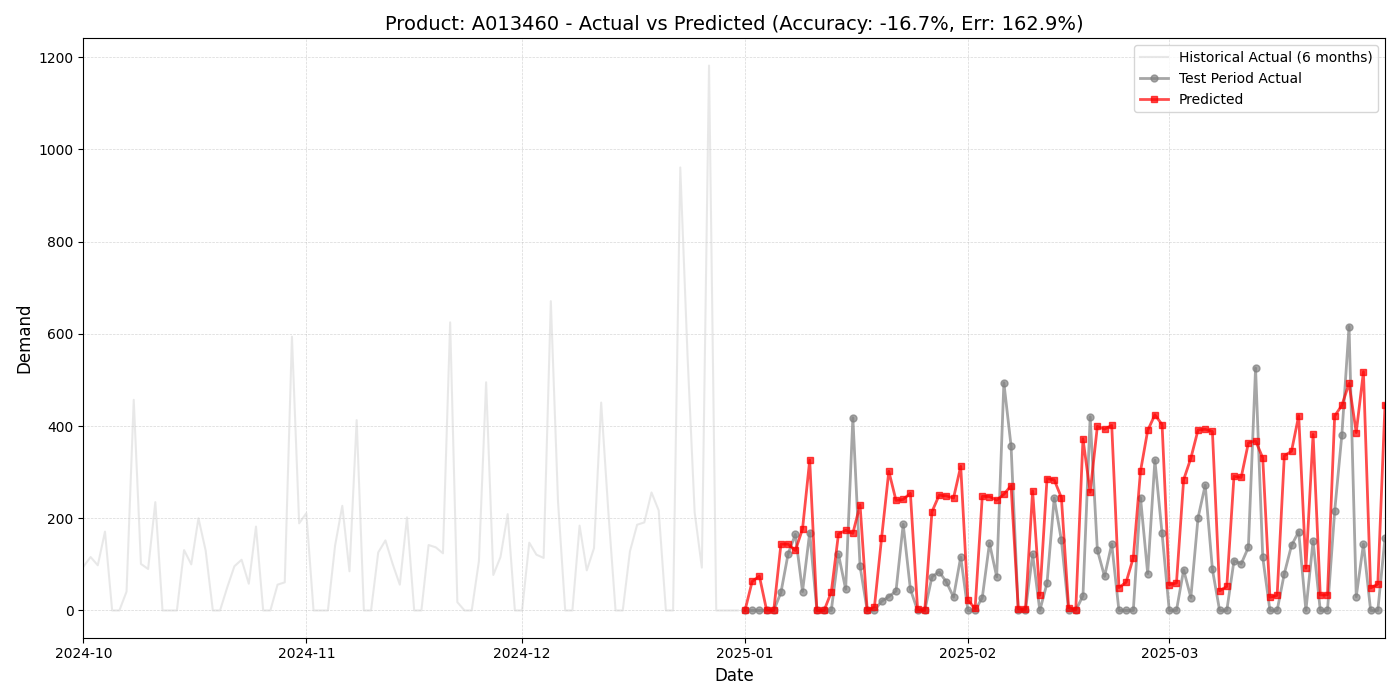 Product: A013460 - Actual vs Predicted (Accuracy: -16.7%, Err: 162.9%)
Historical Actual (6 months)
Test Period Actual
Predicted
Demand
1200
1000
800
600
400
200
0
2024-10
2024-11
2024-12
2025-01
2025-02
2025-03
Date